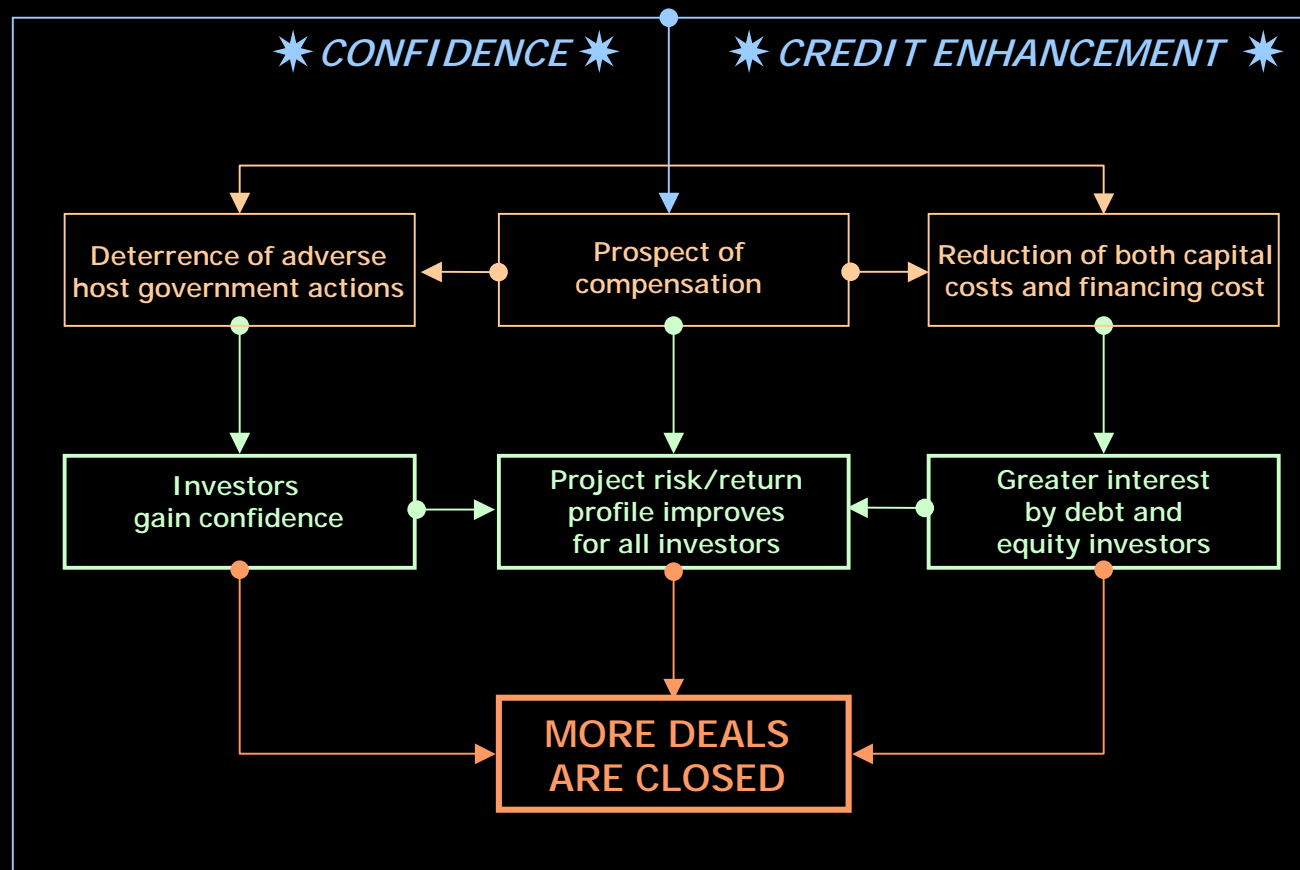 CONFIDENCE
CREDIT ENHANCEMENT
Deterrence of adverse
host government actions
Prospect of
compensation
Reduction of both capital
costs and financing cost
Investors
gain confidence
Project risk/return
profile improves
for all investors
Greater interest
by debt and
equity investors
MORE DEALS
ARE CLOSED